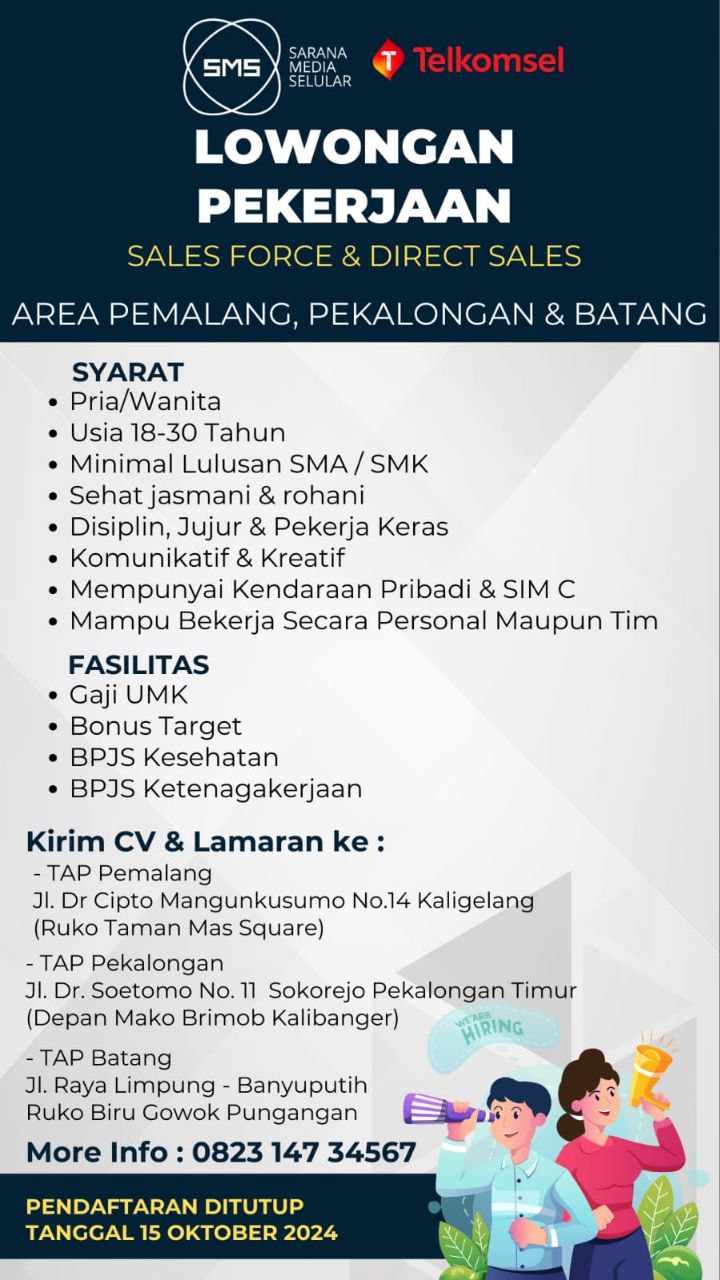 SMS
SARANA
MEDIA
SELULAR
Telkomsel
LOWONGAN
PEKERJAAN
SALES FORCE & DIRECT SALES
AREA PEMALANG, PEKALONGAN & BATANG
SYARAT
• Pria/Wanita
• Usia 18-30 Tahun
• Minimal Lulusan SMA / SMK
• Sehat jasmani & rohani
• Disiplin, Jujur & Pekerja Keras
• Komunikatif & Kreatif
• Mempunyai Kendaraan Pribadi & SIM C
• Mampu Bekerja Secara Personal Maupun Tim
FASILITAS
• Gaji UMK
• Bonus Target
• BPJS Kesehatan
• BPJS Ketenagakerjaan
Kirim CV & Lamaran ke :
- TAP Pemalang
Jl. Dr Cipto Mangunkusumo No.14 Kaligelang
(Ruko Taman Mas Square)
- TAP Pekalongan
Jl. Dr. Soetomo No. 11 Sokorejo Pekalongan Timur
(Depan Mako Brimob Kalibanger)
WE'ARE
HIRING
- TAP Batang
Jl. Raya Limpung - Banyuputih
Ruko Biru Gowok Pungangan
More Info : 0823 147 34567
PENDAFTARAN DITUTUP
TANGGAL 15 OKTOBER 2024